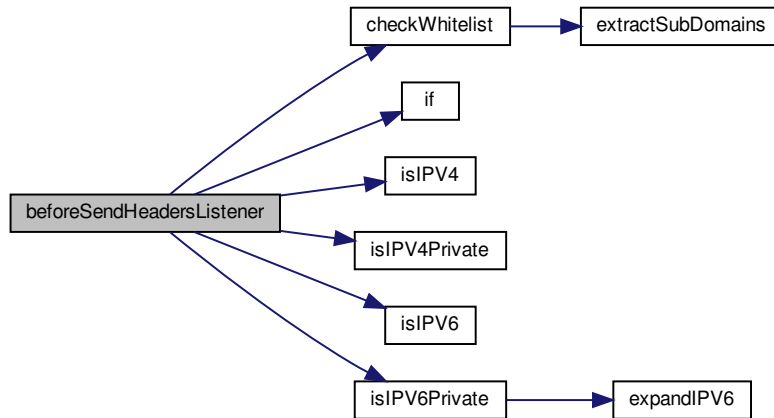 checkWhitelist
extractSubDomains
if
isIPV4
beforeSendHeadersListener
isIPV4Private
isIPV6
isIPV6Private
expandIPV6